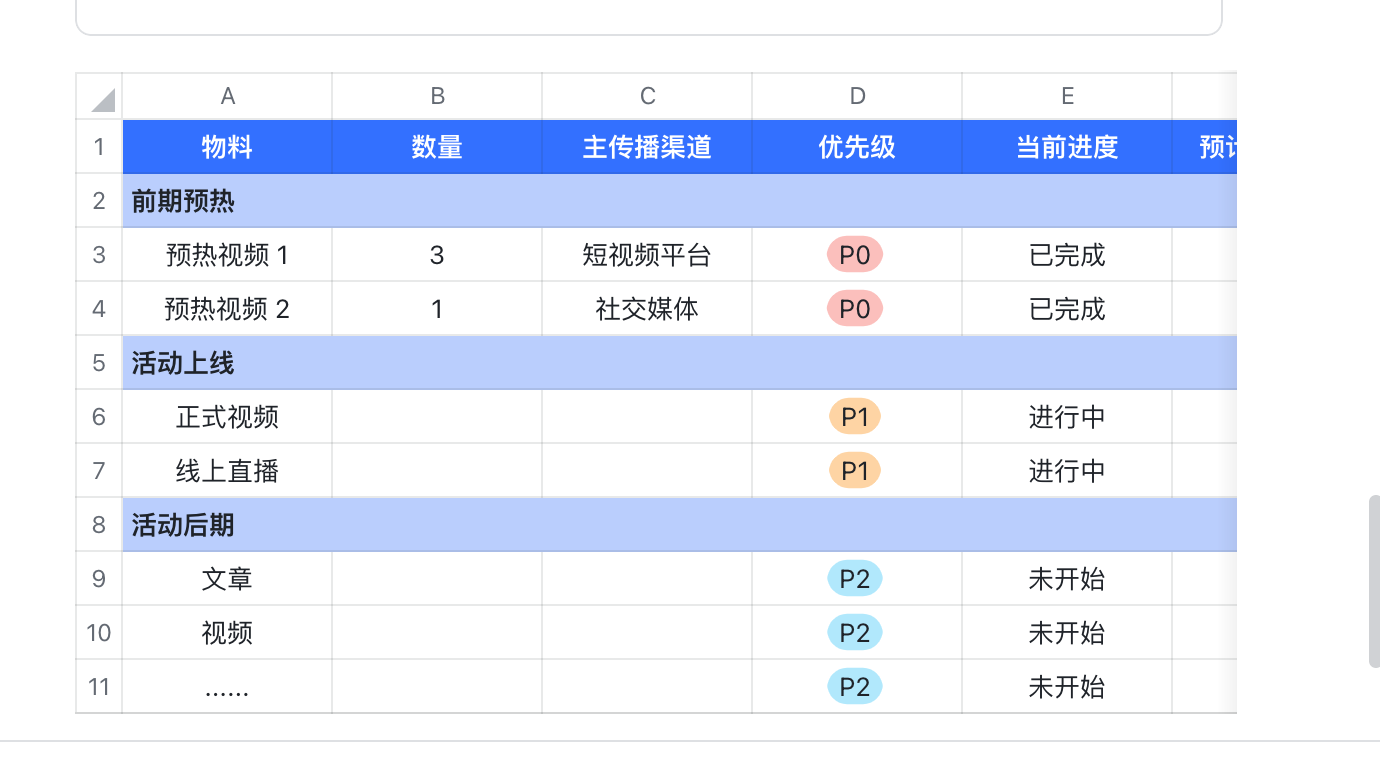 A B C D E
1 物料 数量 主传播渠道 优先级 当前进度 预
2 前期预热
3 预热视频 1 3 短视频平台 P0 已完成
4 预热视频 2 1 社交媒体 P0 已完成
5 活动上线
6 正式视频 P1 进行中
7 线上直播 P1 进行中
8 活动后期
9 文章 P2 未开始
10 视频 P2 未开始
11 ...... P2 未开始